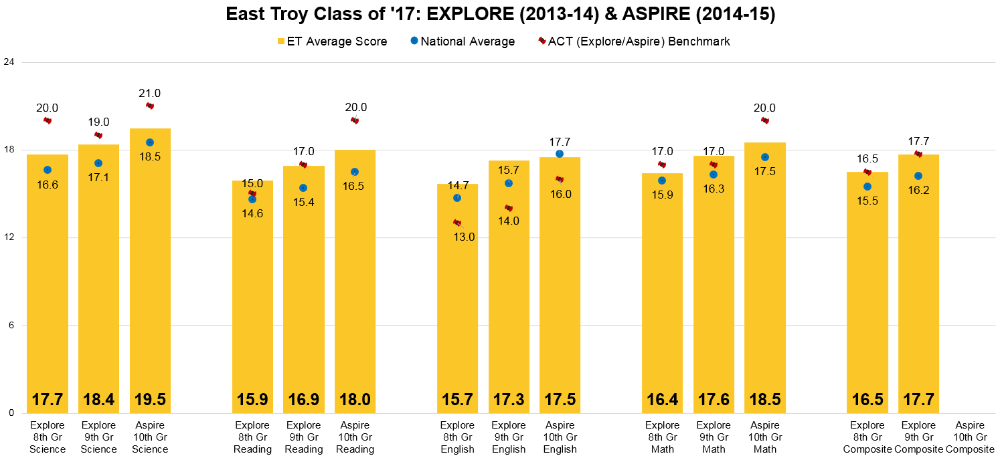 East Troy Class of '17: EXPLORE (2013-14) & ASPIRE (2014-15)
ET Average Score National Average ACT (Explore/Aspire) Benchmark
24
18
12
6
0
20.0
16.6
17.7
19.0
17.1
18.4
21.0
18.5
19.5
15.0
14.6
15.9
17.0
15.4
16.9
20.0
16.5
18.0
14.7
13.0
15.7
15.7
14.0
17.3
17.7
16.0
17.5
17.0
15.9
16.4
17.0
16.3
17.6
20.0
17.5
18.5
16.5
15.5
16.5
17.7
16.2
17.7
Explore
8th Gr
Science
Explore
9th Gr
Science
Aspire
10th Gr
Science
Explore
8th Gr
Reading
Explore
9th Gr
Reading
Aspire
10th Gr
Reading
Explore
8th Gr
English
Explore
9th Gr
English
Aspire
10th Gr
English
Explore
8th Gr
Math
Explore
9th Gr
Math
Aspire
10th Gr
Math
Explore
8th Gr
Composite
Explore
9th Gr
Composite
Aspire
10th Gr
Composite